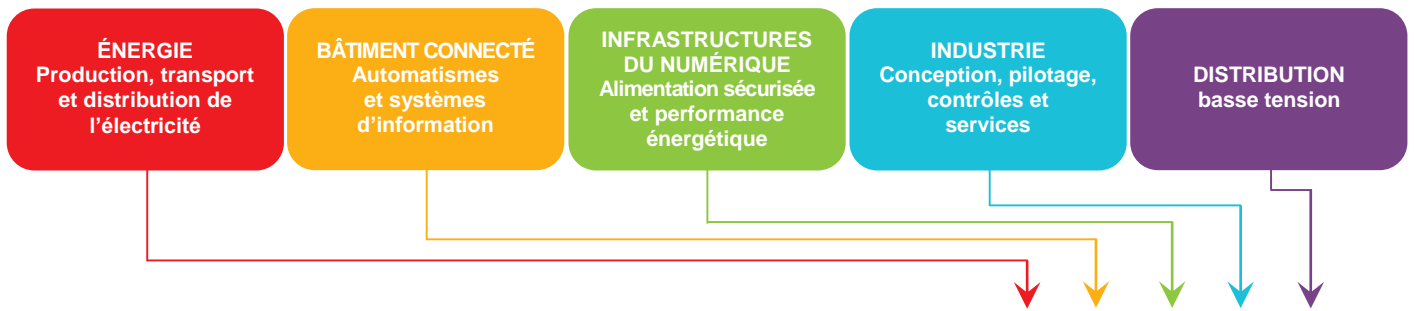 ÉNERGIE
Production, transport
et distribution de
l’électricité
BÂTIMENT CONNECTÉ
Automatismes
et systèmes
d’information
INFRASTRUCTURES
DU NUMÉRIQUE
Alimentation sécurisée
et performance
énergétique
INDUSTRIE
Conception, pilotage,
contrôles et
services
DISTRIBUTION
basse tension